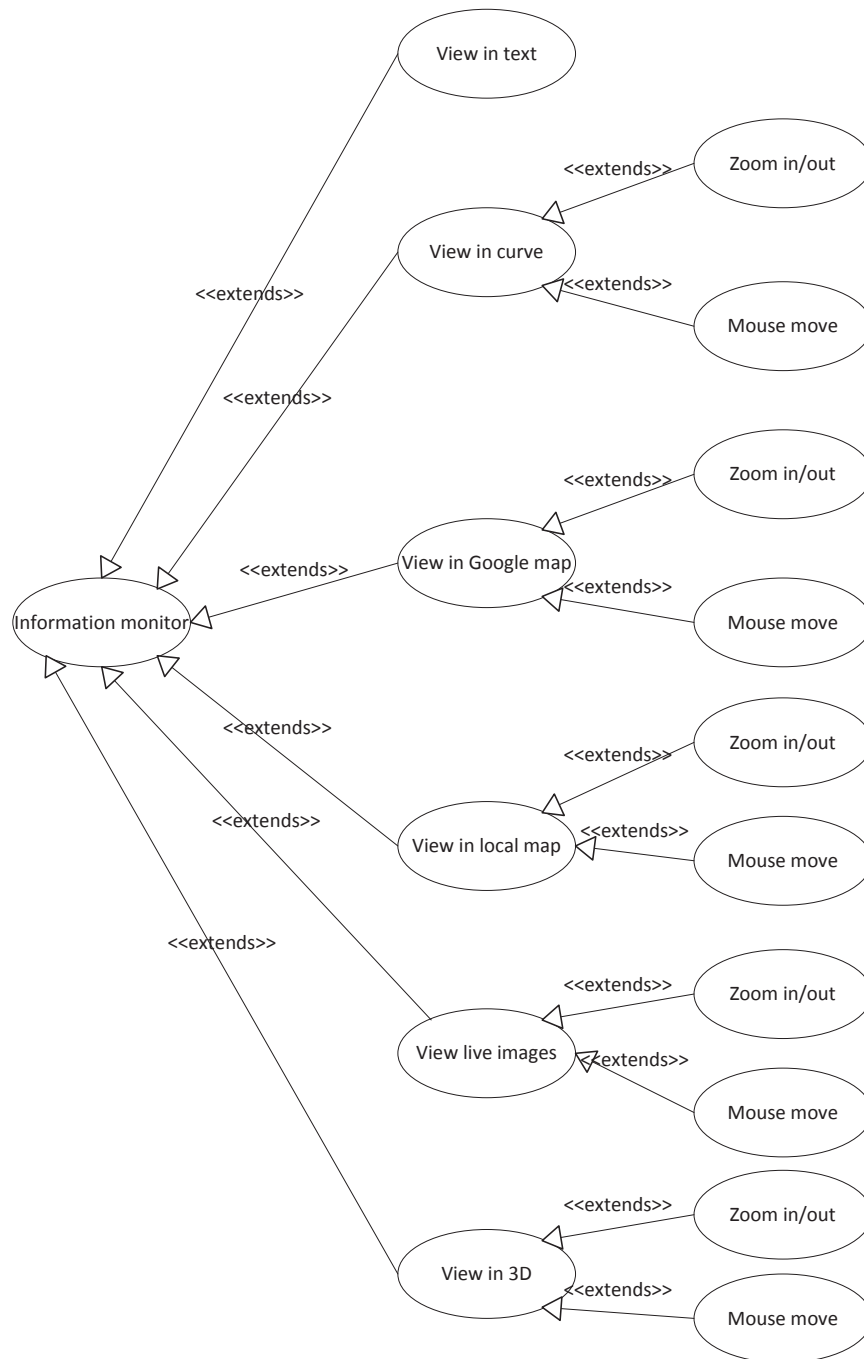 View in text
Zoom in/out
<<extends>>
View in curve
<<extends>>
<<extends>>
Mouse move
<<extends>>
Zoom in/out
<<extends>>
View in Google map
<<extends>>
<<extends>>
Information monitor
Mouse move
<<extends>>
Zoom in/out
<<extends>>
<<extends>>
<<extends>>
View in local map
Mouse move
<<extends>>
Zoom in/out
<<extends>>
View live images
<<extends>>
Mouse move
<<extends>>
Zoom in/out
View in 3D
<<extends>>
Mouse move